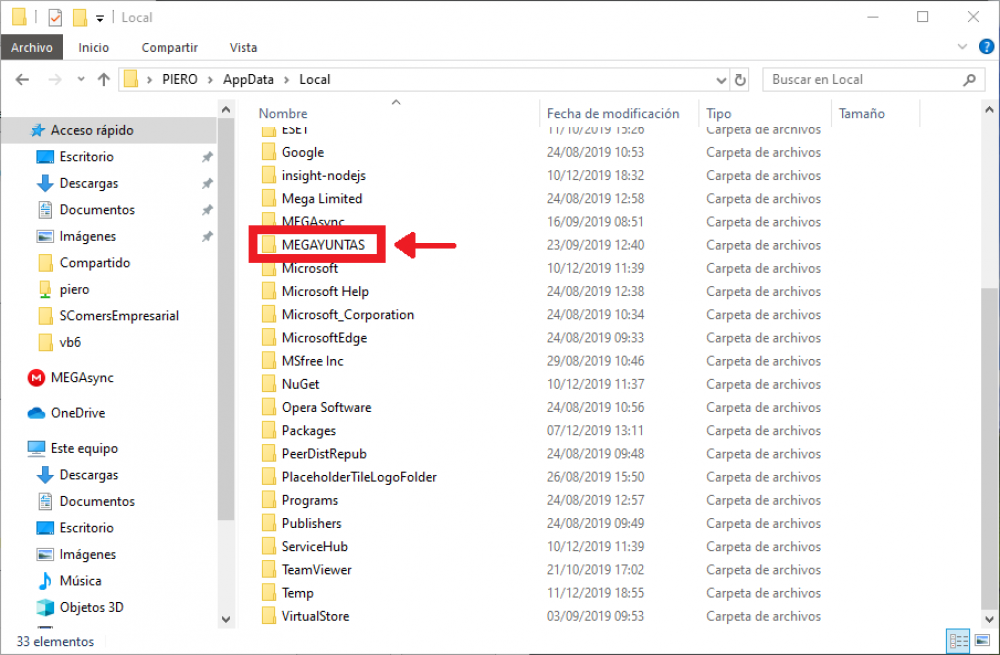 Local
Archivo Inicio Compartir Vista
PIERO > AppData > Local
Buscar en Local
Acceso rápido
Escritorio
Descargas
Documentos
Imágenes
Compartido
piero
SComersEmpresarial
vb6
MEGAsync
OneDrive
Este equipo
Descargas
Documentos
Escritorio
Imágenes
Música
Objetos 3D
Nombre Fecha de modificación Tipo Tamaño
ESET 11/10/2019 15:26 Carpeta de archivos
Google 24/08/2019 10:53 Carpeta de archivos
insight-nodejs 10/12/2019 18:32 Carpeta de archivos
Mega Limited 24/08/2019 12:58 Carpeta de archivos
MEGAsync 16/09/2019 08:51 Carpeta de archivos
MEGAYUNTAS 23/09/2019 12:40 Carpeta de archivos
Microsoft 10/12/2019 11:39 Carpeta de archivos
Microsoft Help 24/08/2019 12:38 Carpeta de archivos
Microsoft_Corporation 24/08/2019 10:34 Carpeta de archivos
MicrosoftEdge 24/08/2019 09:33 Carpeta de archivos
MSfree Inc 29/08/2019 10:46 Carpeta de archivos
NuGet 10/12/2019 11:37 Carpeta de archivos
Opera Software 24/08/2019 10:56 Carpeta de archivos
Packages 07/12/2019 13:11 Carpeta de archivos
PeerDistRepub 24/08/2019 09:48 Carpeta de archivos
PlaceholderTileLogoFolder 26/08/2019 15:50 Carpeta de archivos
Programs 24/08/2019 12:57 Carpeta de archivos
Publishers 24/08/2019 09:49 Carpeta de archivos
ServiceHub 10/12/2019 11:39 Carpeta de archivos
TeamViewer 21/10/2019 17:02 Carpeta de archivos
Temp 11/12/2019 18:55 Carpeta de archivos
VirtualStore 03/09/2019 09:53 Carpeta de archivos
33 elementos